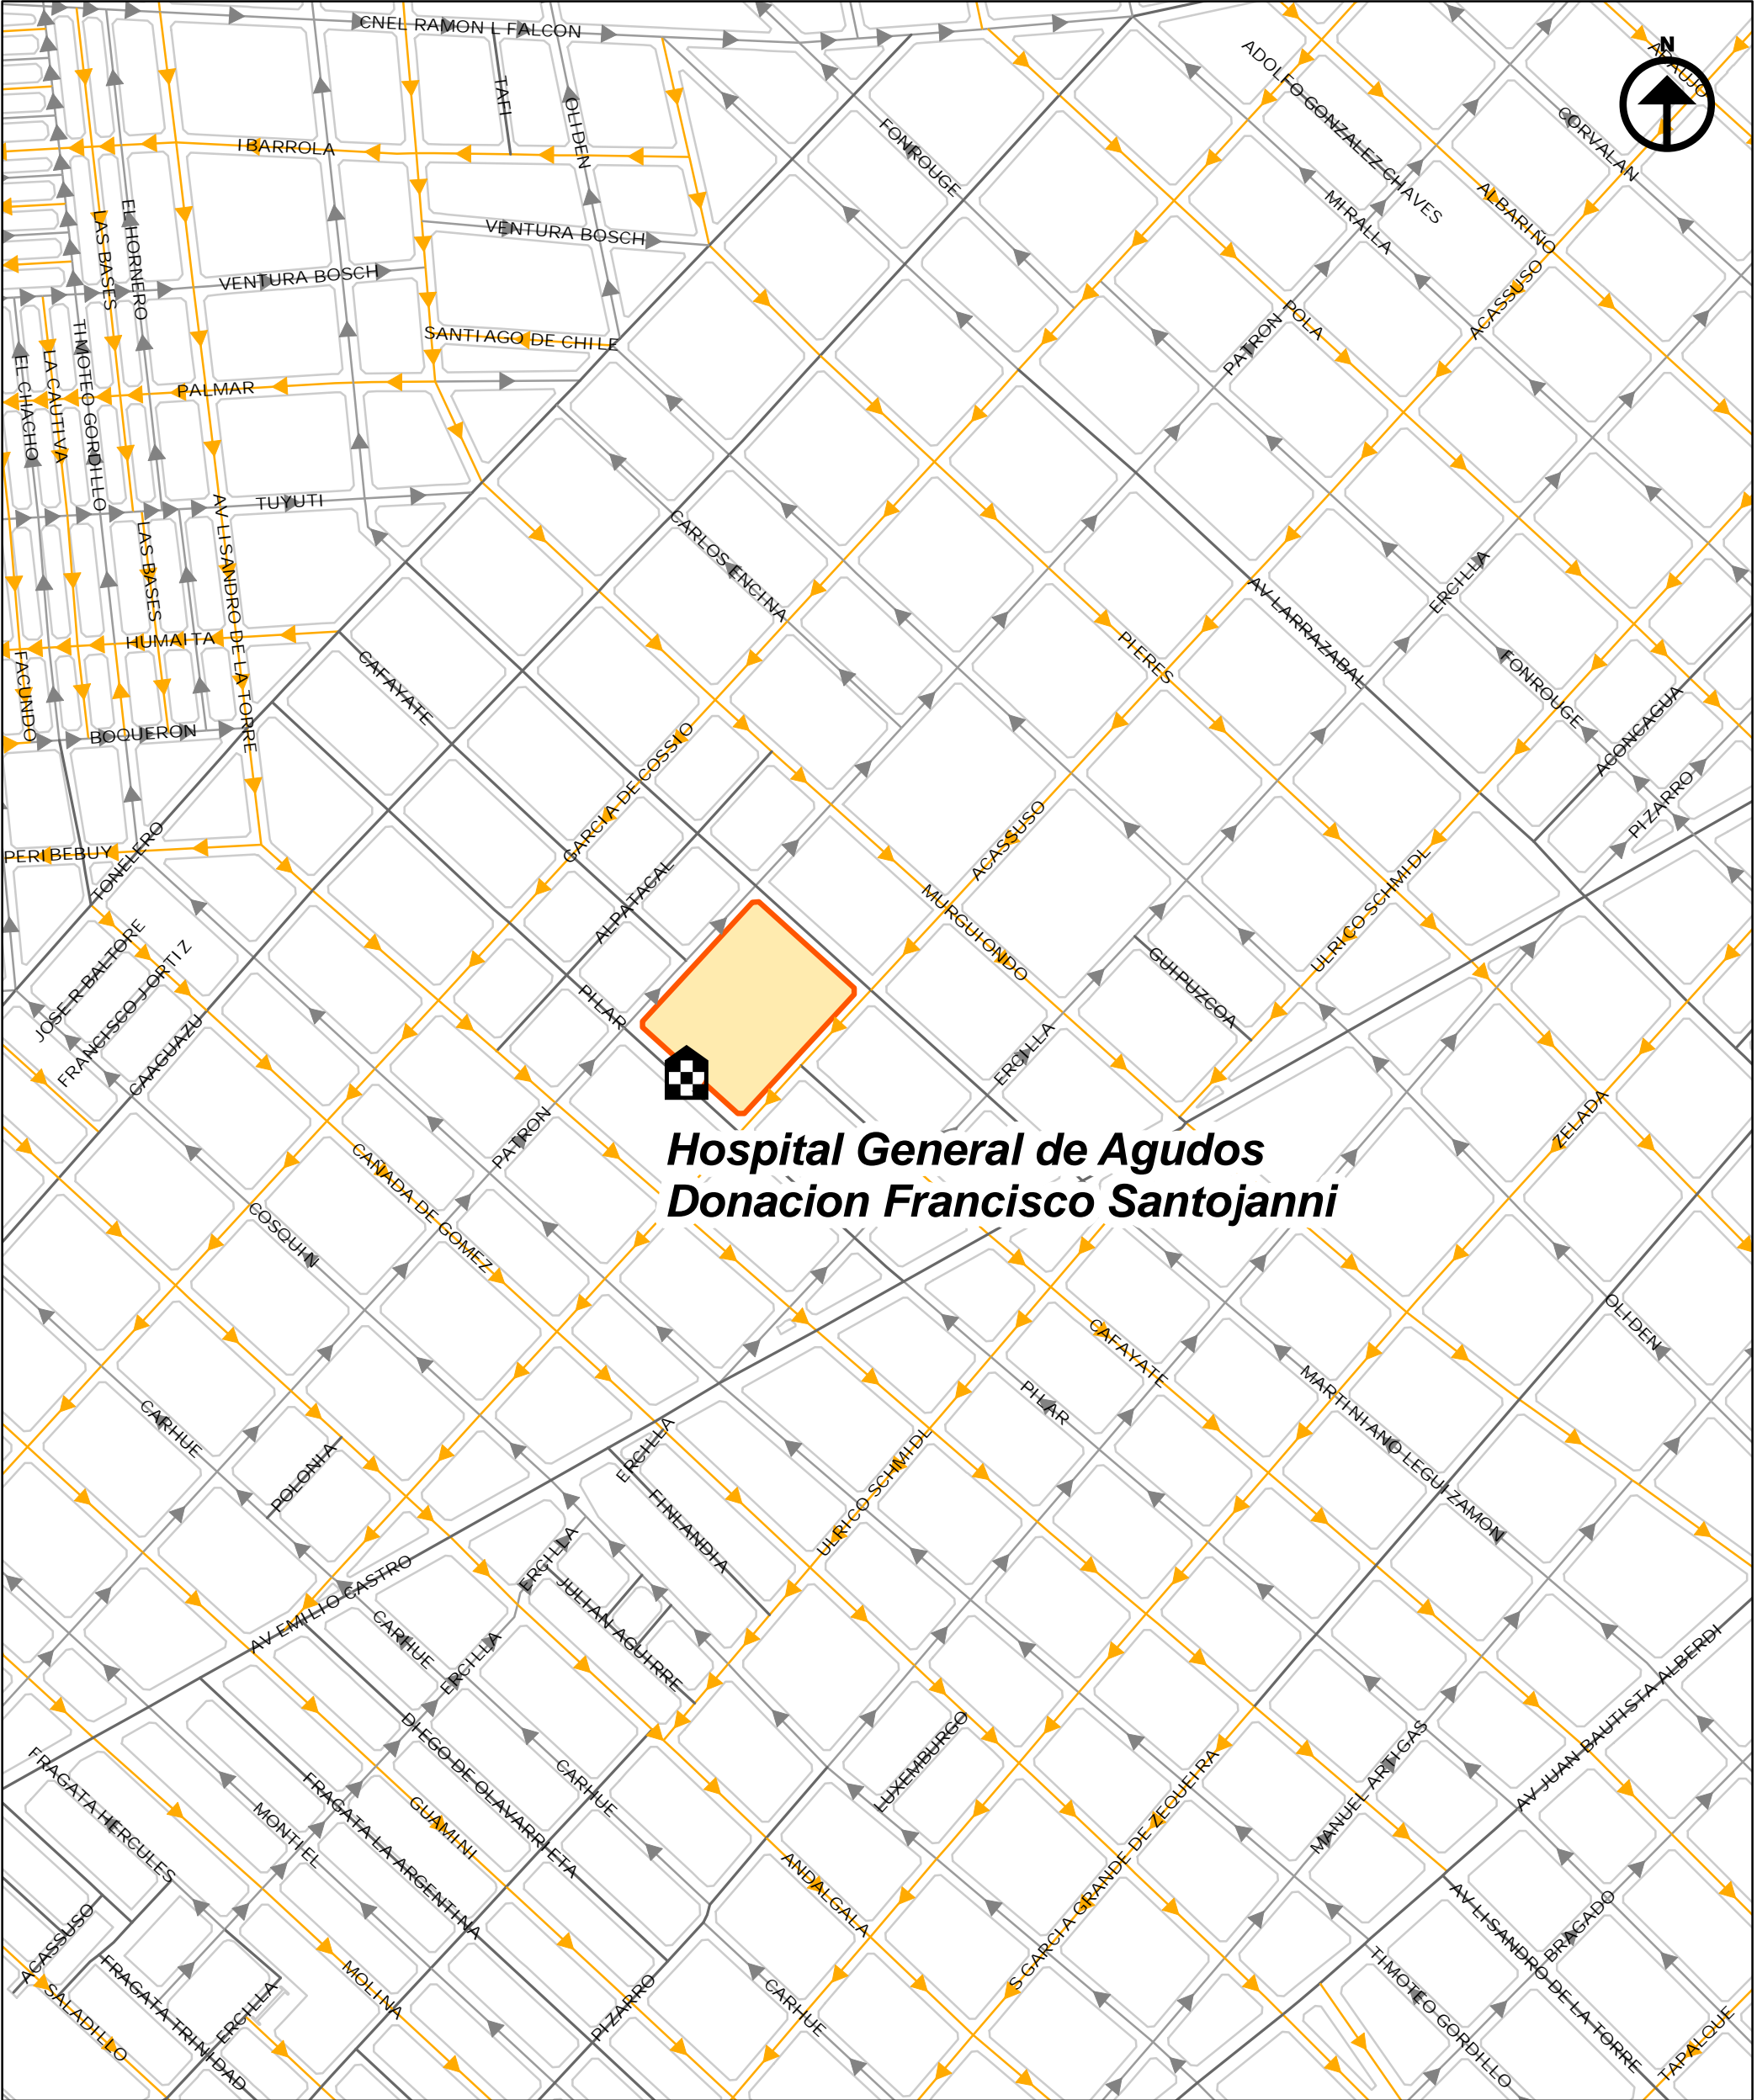 CNEL RAMON L FALCON
N
ARAUJO
ADOLFO GONZALEZ CHAVES
TAFI
OLIDEN
FONROUGE
CORVALAN
IBARROLA
MIRALLA
ALBARIÑO
LAS BASES
EL HORNERO
VENTURA BOSCH
VENTURA BOSCH
ACASSUSO
SANTIAGO DE CHILE
PATRON
POLA
EL CHACHO
LA CAUTIVA
TIMOTEO GORDILLO
PALMAR
TUYUTI
AV LISANDRO DE LA TORRE
LAS BASES
CARLOS ENCINA
AV LARRAZABAL
ERCILLA
HUMAITA
FACUNDO
CAFAYATE
PIERES
FONROUGE
ACONCAGUA
BOQUERON
GARCIA DE COSSIO
PIZARRO
PERIBEBUY
TONELERO
ACASSUSO
ALPATACAL
MURGUIONDO
ULRICO SCHMIDL
JOSE R BALTORE
FRANCISCO J ORTIZ
CAAGUAZU
PILAR
GUIPUZCOA
ERCILLA
ZELADA
PATRON
Hospital General de Agudos
Donacion Francisco Santojanni
CAÑADA DE GOMEZ
COSQUIN
OLIDEN
CAFAYATE
MARTINIANO LEGUIZAMON
PILAR
CARHUE
POLONIA
ERCILLA
ULRICO SCHMIDL
FINLANDIA
ERCILLA
AV EMILIO CASTRO
JULIAN AGUIRRE
CARHUE
ERCILLA
AV JUAN BAUTISTA ALBERDI
DIEGO DE OLAVARRIETA
LUXEMBURGO
MANUEL ARTIGAS
FRAGATA HERCULES
CARHUE
FRAGATA LA ARGENTINA
GUAMINI
MONTIEL
S GARCIA GRANDE DE ZEQUEIRA
ANDALGALA
AV LISANDRO DE LA TORRE
BRAGADO
ACASSUSO
TIMOTEO GORDILLO
FRAGATA TRINIDAD
MOLINA
SALADILLO
ERCILLA
PIZARRO
CARHUE
TAPALQUE